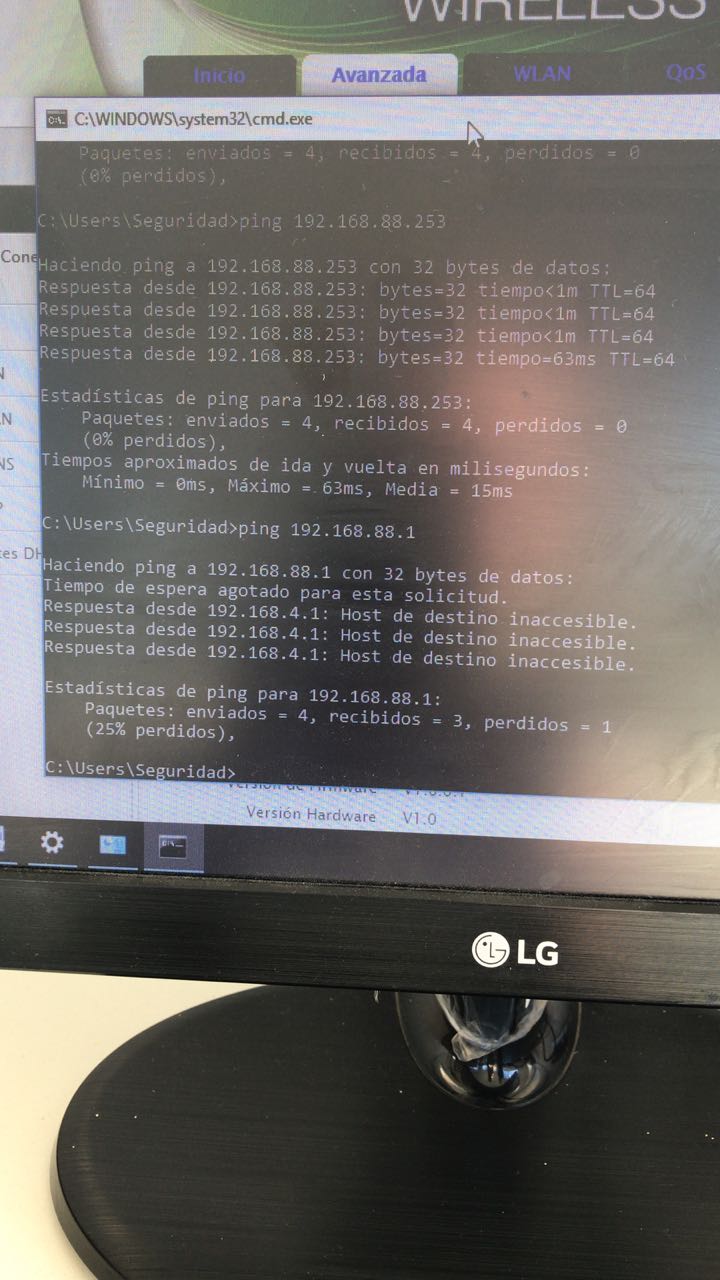 WIRELESS
Inicio Avanzada WLAN QoS
C:\WINDOWS\system32\cmd.exe
Paquetes: enviados = 4, recibidos = 4, perdidos = 0
(0% perdidos),
C:\Users\Seguridad>ping 192.168.88.253
Cone
Haciendo ping a 192.168.88.253 con 32 bytes de datos:
Respuesta desde 192.168.88.253: bytes=32 tiempo<1m TTL=64
Respuesta desde 192.168.88.253: bytes=32 tiempo<1m TTL=64
Respuesta desde 192.168.88.253: bytes=32 tiempo<1m TTL=64
Respuesta desde 192.168.88.253: bytes=32 tiempo=63ms TTL=64
Estadísticas de ping para 192.168.88.253:
Paquetes: enviados = 4, recibidos = 4, perdidos = 0
(0% perdidos),
Tiempos aproximados de ida y vuelta en milisegundos:
Mínimo = 0ms, Máximo = 63ms, Media = 15ms
C:\Users\Seguridad>ping 192.168.88.1
Haciendo ping a 192.168.88.1 con 32 bytes de datos:
Tiempo de espera agotado para esta solicitud.
Respuesta desde 192.168.4.1: Host de destino inaccesible.
Respuesta desde 192.168.4.1: Host de destino inaccesible.
Respuesta desde 192.168.4.1: Host de destino inaccesible.
Estadísticas de ping para 192.168.88.1:
Paquetes: enviados = 4, recibidos = 3, perdidos = 1
(25% perdidos),
C:\Users\Seguridad>
Versión Hardware V1.0
LG